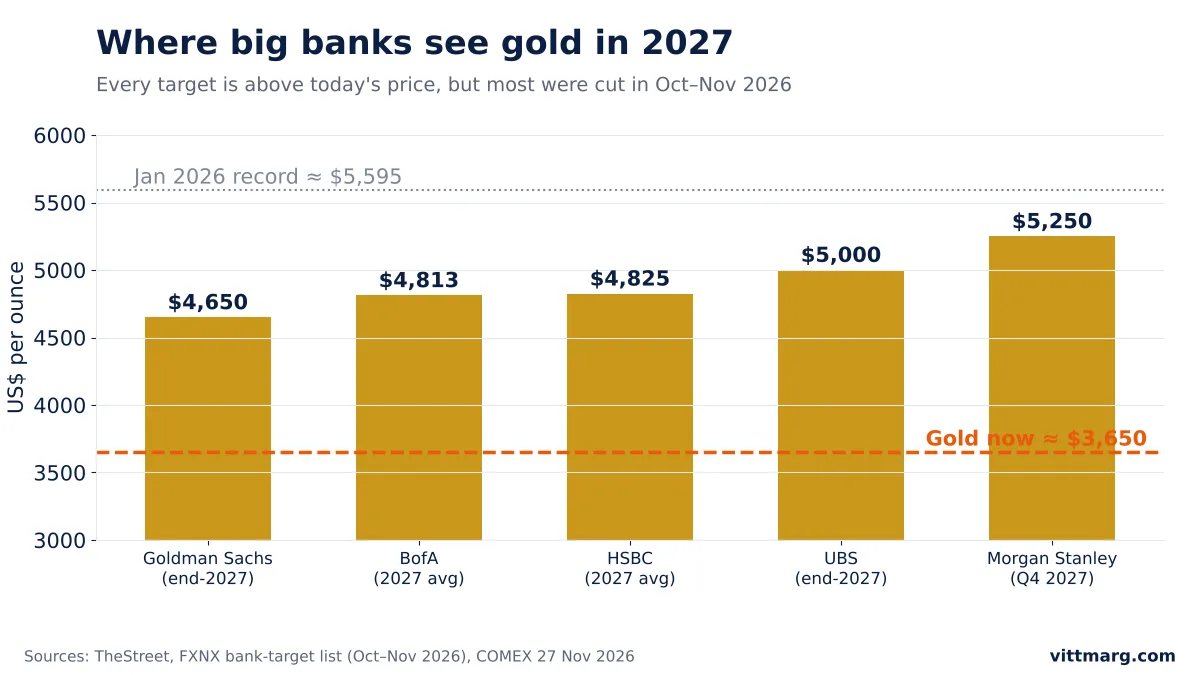 Where big banks see gold in 2027
Every target is above today's price, but most were cut in Oct–Nov 2026
US$ per ounce
6000
5500
5000
4500
4000
3500
3000
Jan 2026 record ≈ $5,595
$4,650
$4,813
$4,825
$5,000
$5,250
Gold now ≈ $3,650
Goldman Sachs
(end-2027)
BofA
(2027 avg)
HSBC
(2027 avg)
UBS
(end-2027)
Morgan Stanley
(Q4 2027)
Sources: TheStreet, FXNX bank-target list (Oct–Nov 2026), COMEX 27 Nov 2026
vittmarg.com